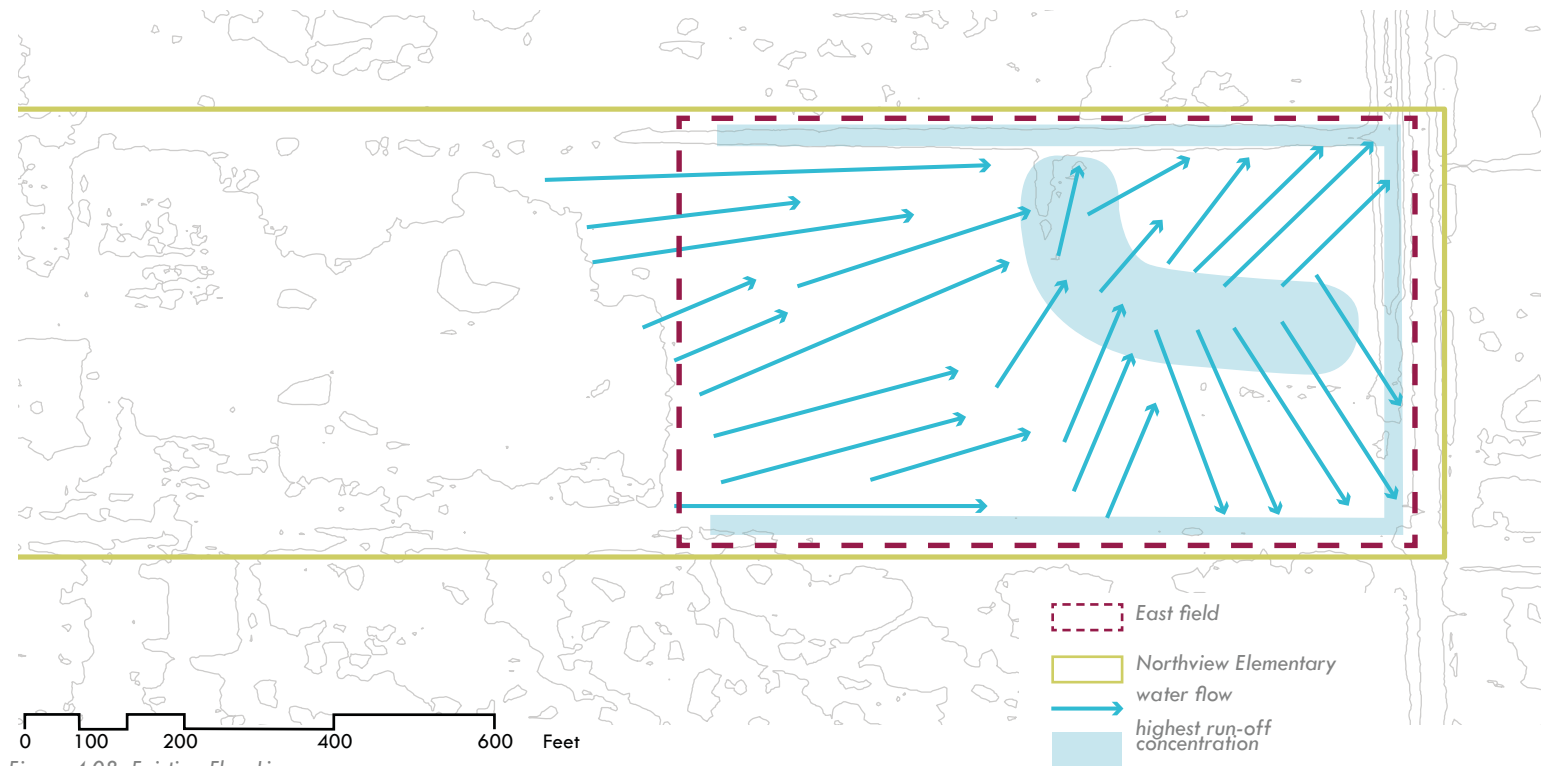 East field
Northview Elementary
water flow
highest run-off
concentration
0 100 200 400 600 Feet